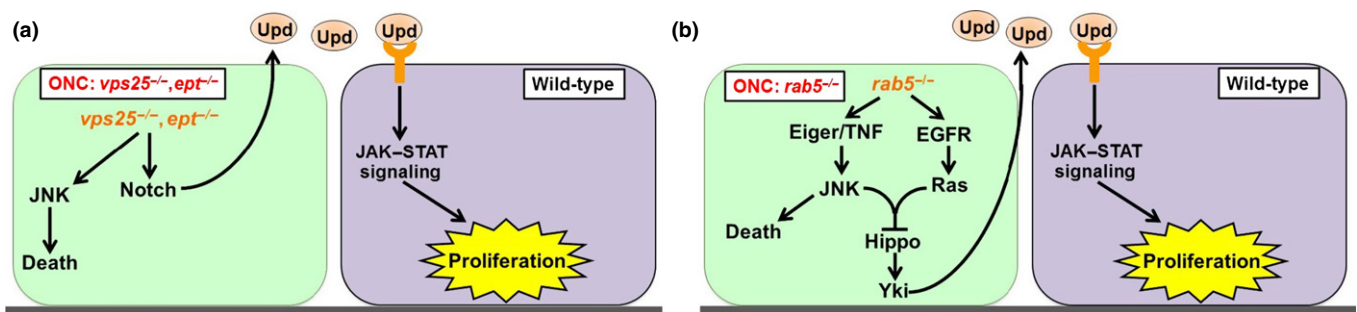 (a)
Upd
Upd
Upd
ONC: vps25⁻/⁻, ept⁻/⁻
Wild-type
vps25⁻/⁻, ept⁻/⁻
JNK
Notch
Death
JAK–STAT
signaling
Proliferation
(b)
Upd
Upd
Upd
ONC: rab5⁻/⁻
Wild-type
rab5⁻/⁻
Eiger/TNF
EGFR
JNK
Ras
Death
Hippo
Yki
JAK–STAT
signaling
Proliferation